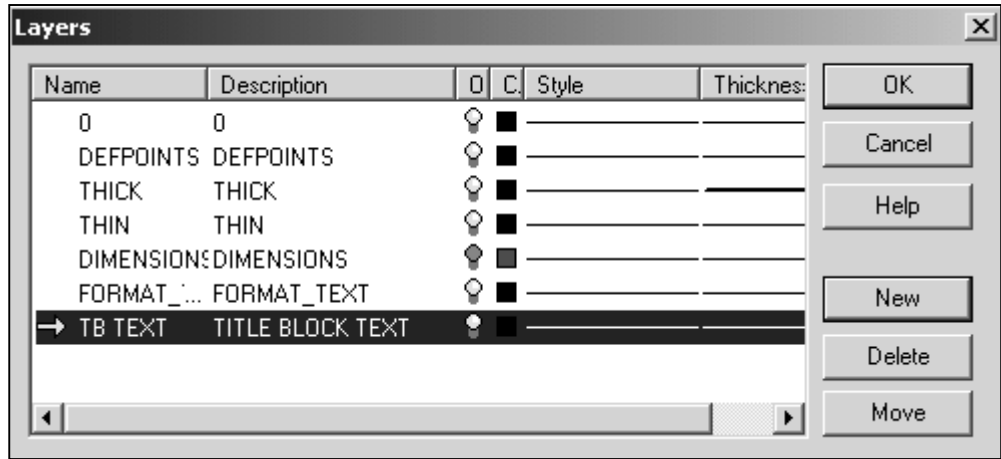 Layers
Name Description O C. Style Thicknes:
0 0
DEFPOINTS DEFPOINTS
THICK THICK
THIN THIN
DIMENSIONS DIMENSIONS
FORMAT_'... FORMAT_TEXT
TB TEXT TITLE BLOCK TEXT
OK
Cancel
Help
New
Delete
Move